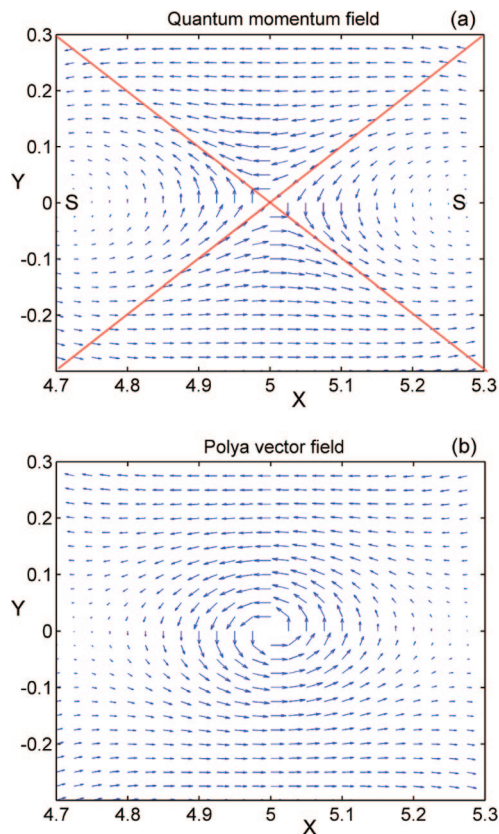 Quantum momentum field (a)
0.3
0.2
0.1
Y
0 S S
-0.1
-0.2
4.7 4.8 4.9 5 5.1 5.2 5.3
X
Polya vector field (b)
0.3
0.2
0.1
Y
0
-0.1
-0.2
4.7 4.8 4.9 5 5.1 5.2 5.3
X